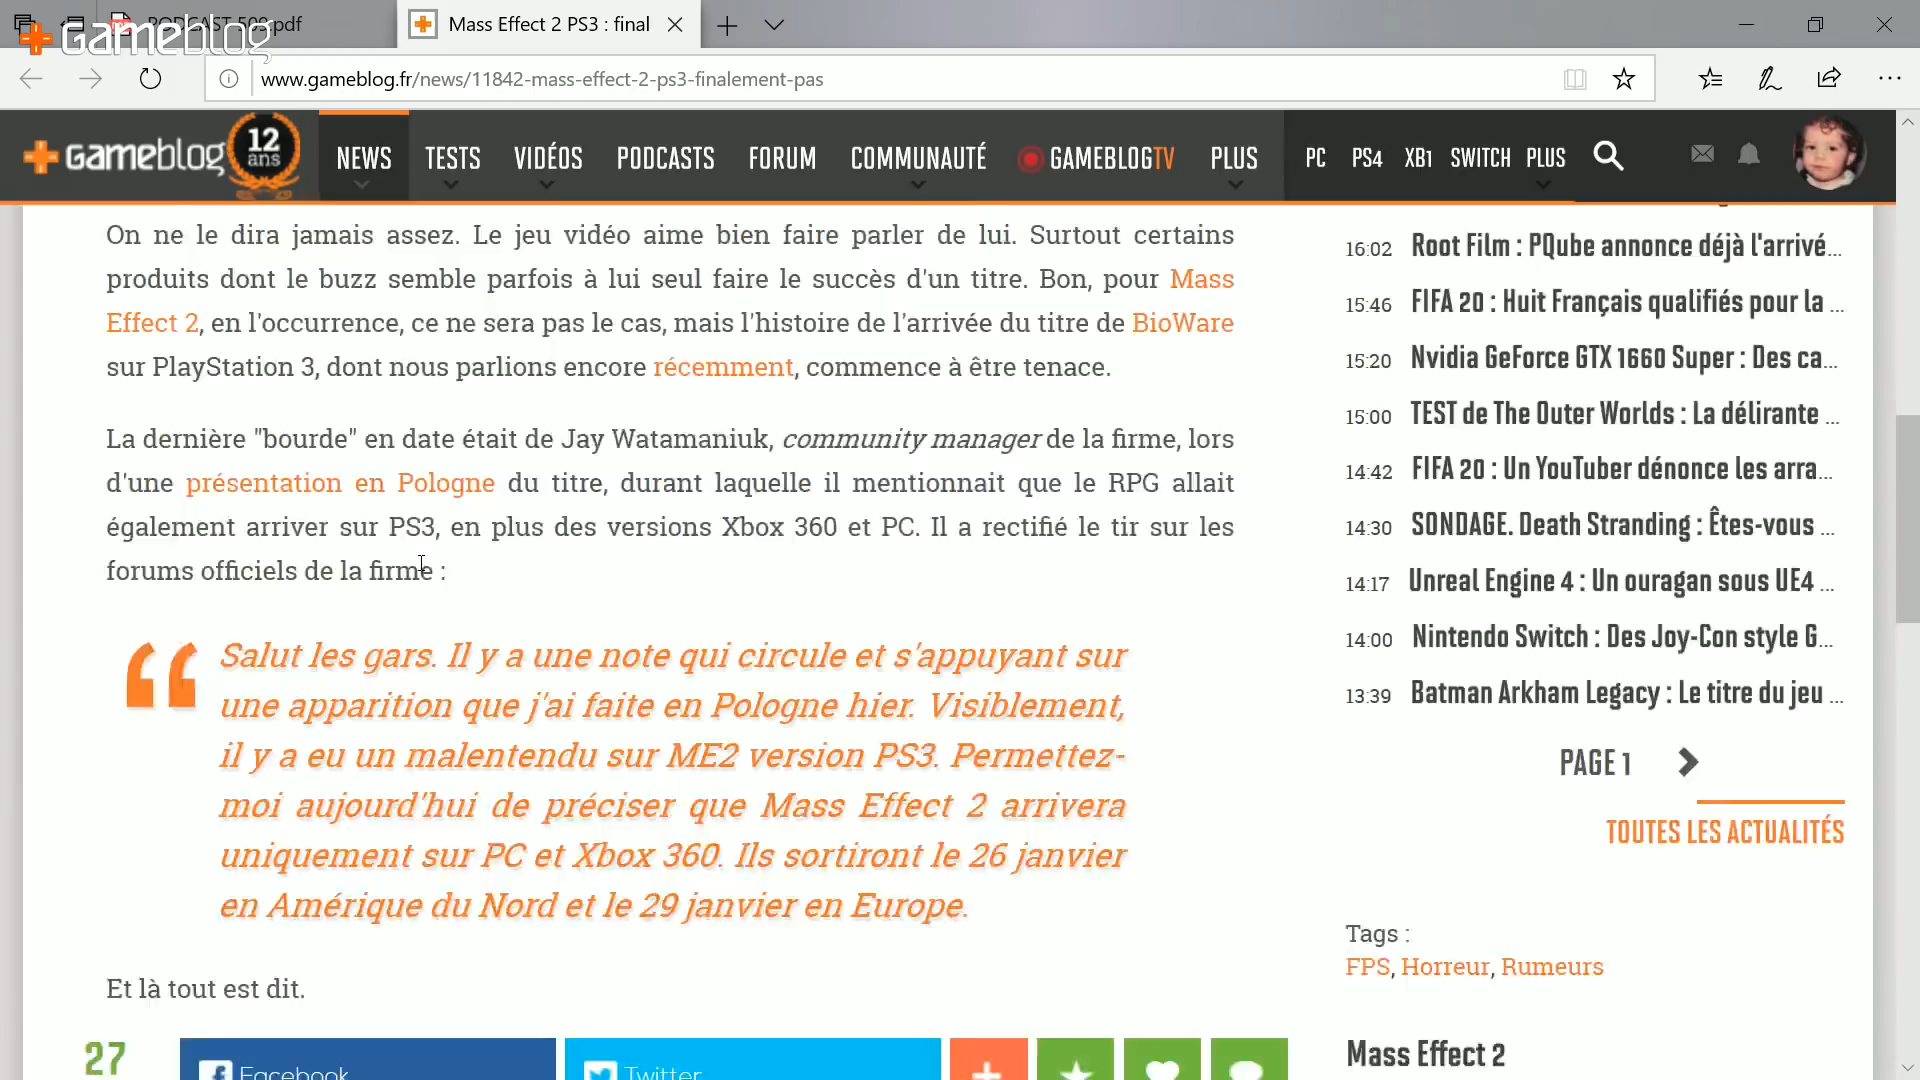 PODCAST 509.pdf
Mass Effect 2 PS3 : final
gameblog
www.gameblog.fr/news/11842-mass-effect-2-ps3-finalement-pas
gameblog 12 ans NEWS TESTS VIDÉOS PODCASTS FORUM COMMUNAUTÉ GAMEBLOGTV PLUS PC PS4 XB1 SWITCH PLUS
On ne le dira jamais assez. Le jeu vidéo aime bien faire parler de lui. Surtout certains
produits dont le buzz semble parfois à lui seul faire le succès d'un titre. Bon, pour Mass
Effect 2, en l'occurrence, ce ne sera pas le cas, mais l'histoire de l'arrivée du titre de BioWare
sur PlayStation 3, dont nous parlions encore récemment, commence à être tenace.
La dernière "bourde" en date était de Jay Watamaniuk, community manager de la firme, lors
d'une présentation en Pologne du titre, durant laquelle il mentionnait que le RPG allait
également arriver sur PS3, en plus des versions Xbox 360 et PC. Il a rectifié le tir sur les
forums officiels de la firme :
“ Salut les gars. Il y a une note qui circule et s'appuyant sur
une apparition que j'ai faite en Pologne hier. Visiblement,
il y a eu un malentendu sur ME2 version PS3. Permettez-
moi aujourd'hui de préciser que Mass Effect 2 arrivera
uniquement sur PC et Xbox 360. Ils sortiront le 26 janvier
en Amérique du Nord et le 29 janvier en Europe.
Et là tout est dit.
27
Facebook
Twitter
16:02 Root Film : PQube annonce déjà l'arrivé...
15:46 FIFA 20 : Huit Français qualifiés pour la ...
15:20 Nvidia GeForce GTX 1660 Super : Des ca...
15:00 TEST de The Outer Worlds : La délirante ...
14:42 FIFA 20 : Un YouTuber dénonce les arra...
14:30 SONDAGE. Death Stranding : Êtes-vous ...
14:17 Unreal Engine 4 : Un ouragan sous UE4 ...
14:00 Nintendo Switch : Des Joy-Con style G...
13:39 Batman Arkham Legacy : Le titre du jeu ...
PAGE 1
TOUTES LES ACTUALITÉS
Tags :
FPS, Horreur, Rumeurs
Mass Effect 2